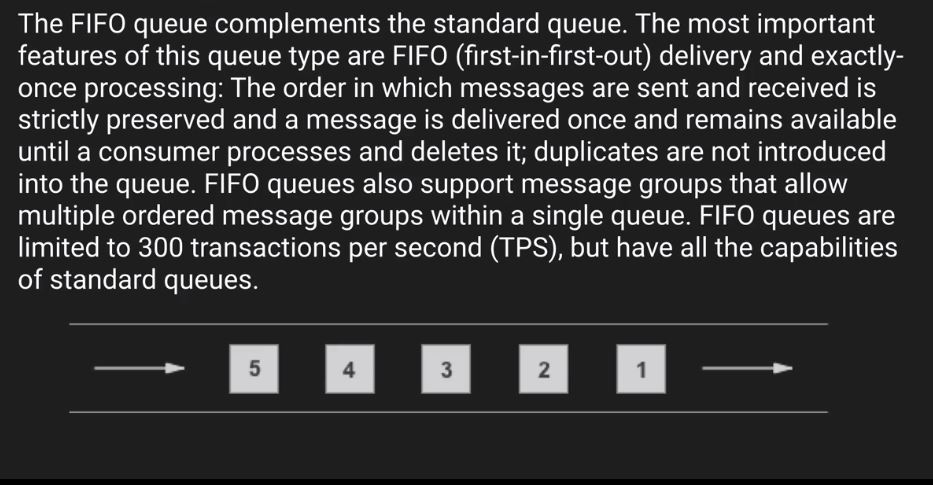 The FIFO queue complements the standard queue. The most important
features of this queue type are FIFO (first-in-first-out) delivery and exactly-
once processing: The order in which messages are sent and received is
strictly preserved and a message is delivered once and remains available
until a consumer processes and deletes it; duplicates are not introduced
into the queue. FIFO queues also support message groups that allow
multiple ordered message groups within a single queue. FIFO queues are
limited to 300 transactions per second (TPS), but have all the capabilities
of standard queues.
5 4 3 2 1